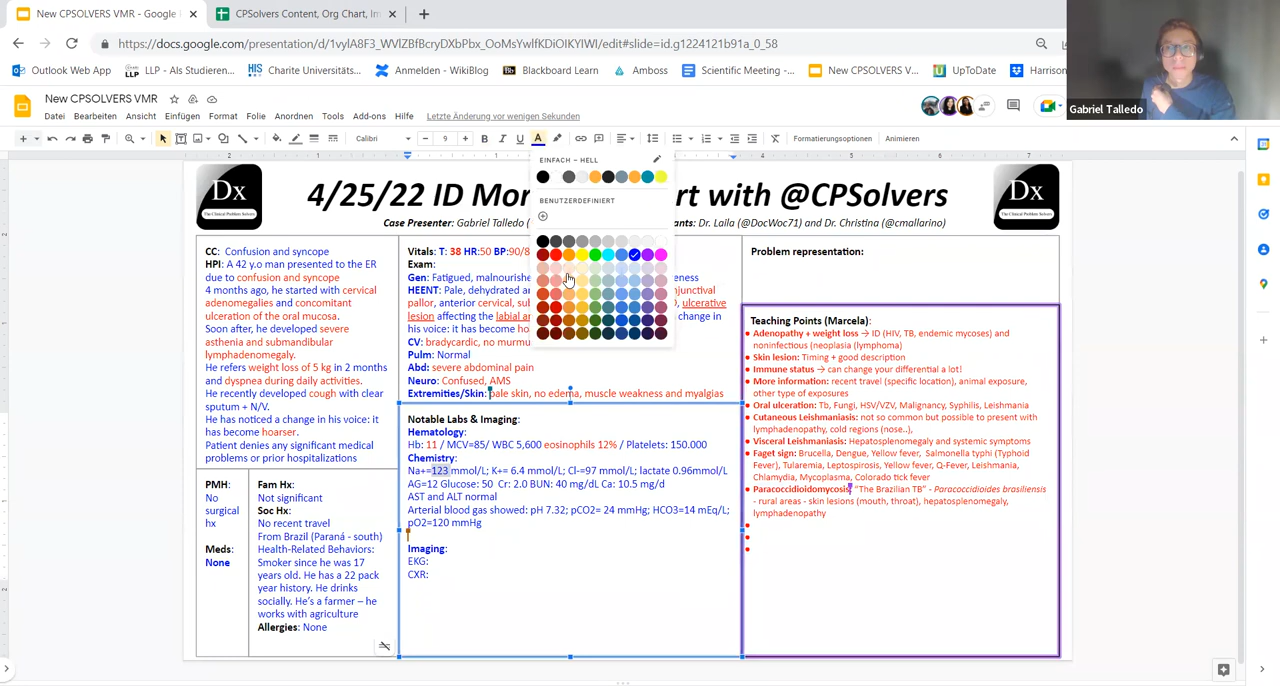 New CPSOLVERS VMR - Google
CPSolvers Content, Org Chart, Im
https://docs.google.com/presentation/d/1vylA8F3_WVlZBfBcryDXbPbx_OoMsYwlfKDiOIKYIWI/edit#slide=id.g1224121b91a_0_58
Outlook Web App
LLP - Als Studieren...
Charite Universitäts...
Anmelden - WikiBlog
Blackboard Learn
Amboss
Scientific Meeting -...
New CPSOLVERS V...
UpToDate
Harrison
Gabriel Talledo
New CPSOLVERS VMR
Datei Bearbeiten Ansicht Einfügen Format Folie Anordnen Tools Add-ons Hilfe Letzte Änderung vor wenigen Sekunden
Calibri 9 B I U A Formatierungsoptionen Animieren
EINFACH – HELL
BENUTZERDEFINIERT
Dx
The Clinical Problem Solvers
4/25/22 ID Mor rt with @CPSolvers
Case Presenter: Gabriel Talledo ( ants: Dr. Laila (@DocWoc71) and Dr. Christina (@cmallarino)
Dx
The Clinical Problem Solvers
CC: Confusion and syncope
HPI: A 42 y.o man presented to the ER
due to confusion and syncope
4 months ago, he started with cervical
adenomegalies and concomitant
ulceration of the oral mucosa.
Soon after, he developed severe
asthenia and submandibular
lymphadenomegaly.
He refers weight loss of 5 kg in 2 months
and dyspnea during daily activities.
He recently developed cough with clear
sputum + N/V.
He has noticed a change in his voice: it
has become hoarser.
Patient denies any significant medical
problems or prior hospitalizations
PMH:
No
surgical
hx
Meds:
None
Fam Hx:
Not significant
Soc Hx:
No recent travel
From Brazil (Paraná - south)
Health-Related Behaviors:
Smoker since he was 17
years old. He has a 22 pack
year history. He drinks
socially. He's a farmer – he
works with agriculture
Allergies: None
Vitals: T: 38 HR:50 BP:90/8
Exam:
Gen: Fatigued, malnourishe eness
HEENT: Pale, dehydrated an
pallor, anterior cervical, sub , ulcerative
lesion affecting the labial ar change in
his voice: it has become ho
CV: bradycardic, no murmu
Pulm: Normal
Abd: severe abdominal pain
Neuro: Confused, AMS
Extremities/Skin: pale skin, no edema, muscle weakness and myalgias
Notable Labs & Imaging:
Hematology:
Hb: 11 / MCV=85/ WBC 5,600 eosinophils 12% / Platelets: 150.000
Chemistry:
Na+=123 mmol/L; K+= 6.4 mmol/L; Cl-=97 mmol/L; lactate 0.96mmol/L
AG=12 Glucose: 50 Cr: 2.0 BUN: 40 mg/dL Ca: 10.5 mg/d
AST and ALT normal
Arterial blood gas showed: pH 7.32; pCO2= 24 mmHg; HCO3=14 mEq/L;
pO2=120 mmHg
Imaging:
EKG:
CXR:
Problem representation:
Teaching Points (Marcela):
Adenopathy + weight loss → ID (HIV, TB, endemic mycoses) and
noninfectious (neoplasia (lymphoma)
Skin lesion: Timing + good description
Immune status → can change your differential a lot!
More information: recent travel (specific location), animal exposure,
other type of exposures
Oral ulceration: Tb, Fungi, HSV/VZV, Malignancy, Syphilis, Leishmania
Cutaneous Leishmaniasis: not so common but possible to present with
lymphadenopathy, cold regions (nose..),
Visceral Leishmaniasis: Hepatosplenomegaly and systemic symptoms
Faget sign: Brucella, Dengue, Yellow fever, Salmonella typhi (Typhoid
Fever), Tularemia, Leptospirosis, Yellow fever, Q-Fever, Leishmania,
Chlamydia, Mycoplasma, Colorado tick fever
Paracoccidioidomycosis: "The Brazilian TB" - Paracoccidioides brasiliensis
- rural areas - skin lesions (mouth, throat), hepatosplenomegaly,
lymphadenopathy